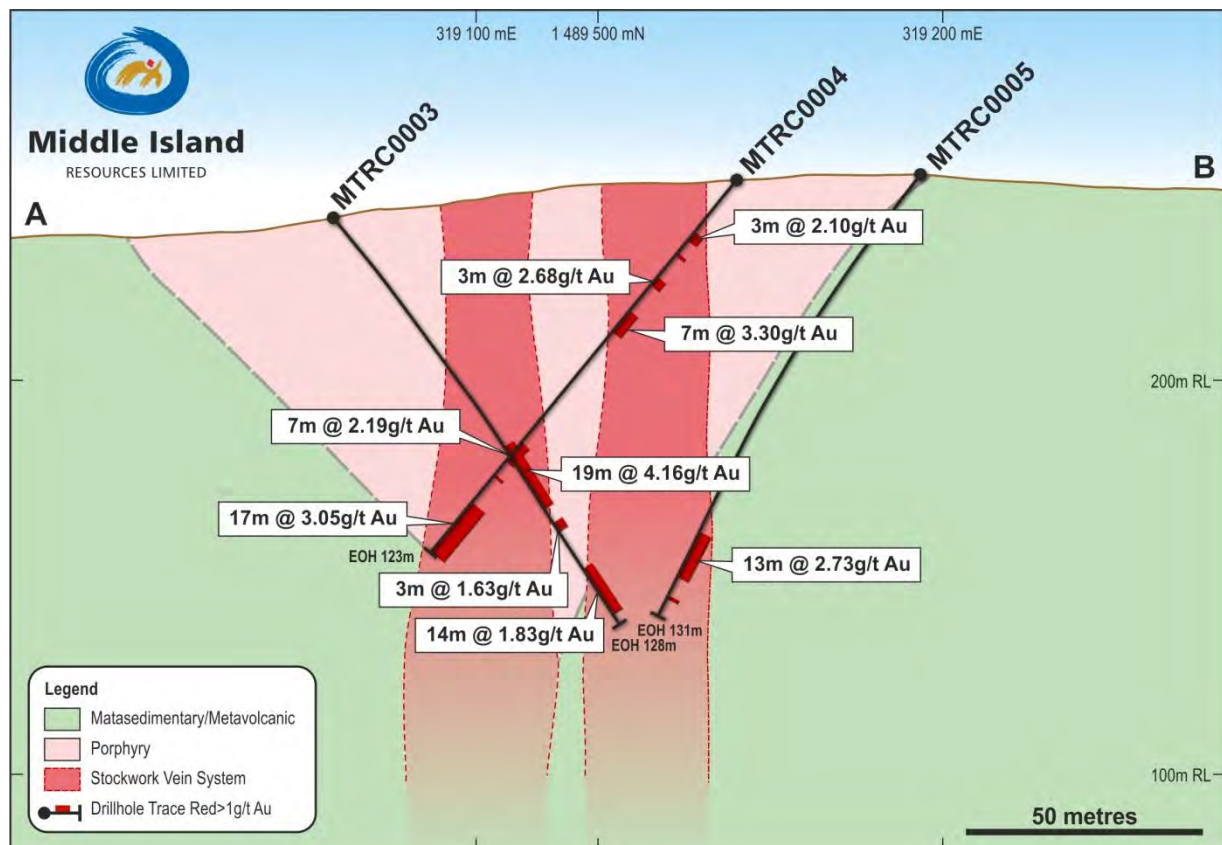 319 100 mE
1 489 500 mN
319 200 mE
Middle Island
RESOURCES LIMITED
MTRC0003
MTRC0004
MTRC0005
A
B
3m @ 2.10g/t Au
3m @ 2.68g/t Au
7m @ 3.30g/t Au
200m RL
7m @ 2.19g/t Au
19m @ 4.16g/t Au
17m @ 3.05g/t Au
EOH 123m
13m @ 2.73g/t Au
3m @ 1.63g/t Au
14m @ 1.83g/t Au
EOH 131m
EOH 128m
Legend
Matasedimentary/Metavolcanic
Porphyry
Stockwork Vein System
Drillhole Trace Red>1g/t Au
100m RL
50 metres